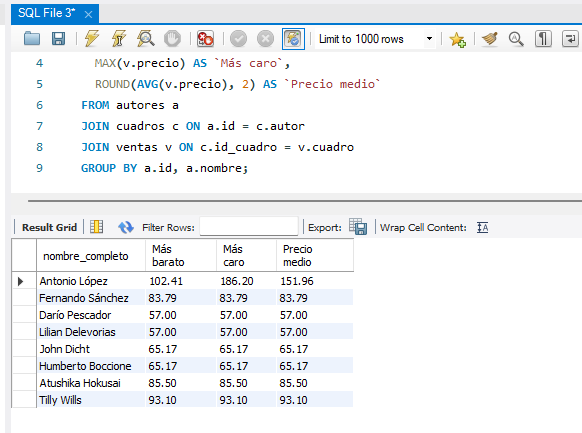 SQL File 3*
Limit to 1000 rows
4 MAX(v.precio) AS `Más caro`,
5 ROUND(AVG(v.precio), 2) AS `Precio medio`
6 FROM autores a
7 JOIN cuadros c ON a.id = c.autor
8 JOIN ventas v ON c.id_cuadro = v.cuadro
9 GROUP BY a.id, a.nombre;
Result Grid Filter Rows: Export: Wrap Cell Content:
nombre_completo Más barato Más caro Precio medio
Antonio López 102.41 186.20 151.96
Fernando Sánchez 83.79 83.79 83.79
Darío Pescador 57.00 57.00 57.00
Lilian Delevorias 57.00 57.00 57.00
John Dicht 65.17 65.17 65.17
Humberto Boccione 65.17 65.17 65.17
Atushika Hokusai 85.50 85.50 85.50
Tilly Wills 93.10 93.10 93.10